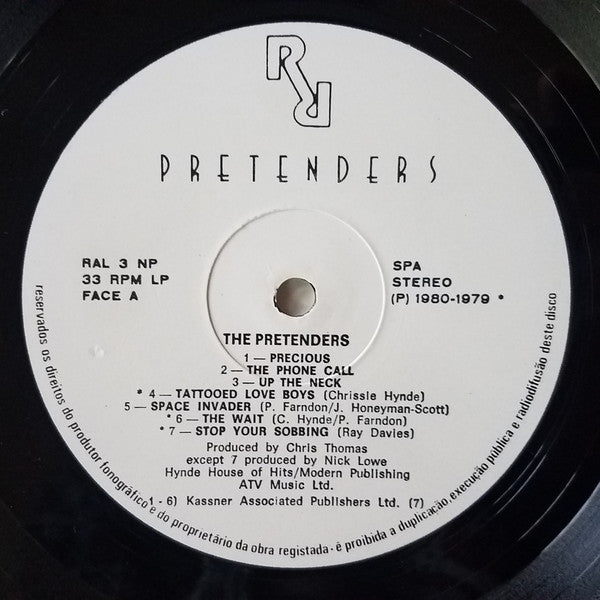 PRETENDERS
RAL 3 NP
33 RPM LP
FACE A
SPA
STEREO
(P) 1980-1979 *
THE PRETENDERS
1 — PRECIOUS
2 — THE PHONE CALL
3 — UP THE NECK
* 4 — TATTOOED LOVE BOYS (Chrissie Hynde)
5 — SPACE INVADER (P. Farndon/J. Honeyman-Scott)
* 6 — THE WAIT (C. Hynde/P. Farndon)
* 7 — STOP YOUR SOBBING (Ray Davies)
Produced by Chris Thomas
except 7 produced by Nick Lowe
Hynde House of Hits/Modern Publishing
ATV Music Ltd.
(1 - 6) Kassner Associated Publishers Ltd. (7)
reservados os direitos do produtor fonográfico e do proprietário da obra registada · é proibida a duplicação, execução pública e radiodifusão deste disco